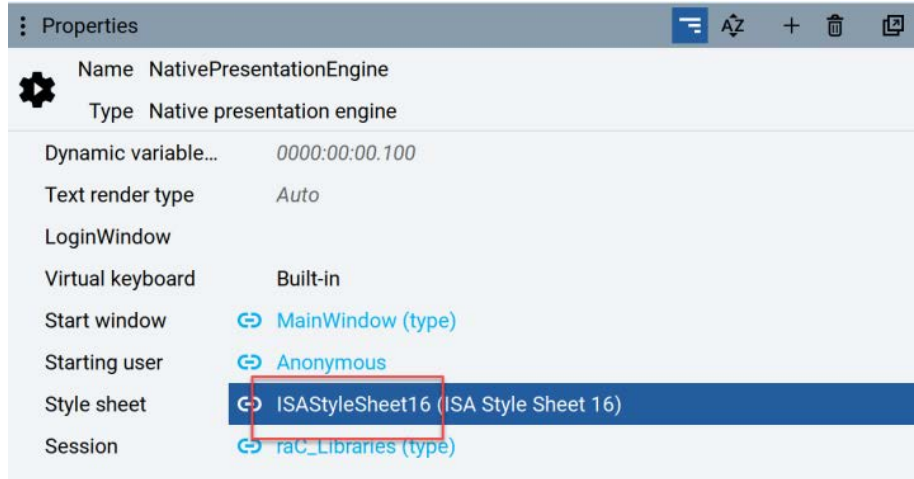 Properties
Name NativePresentationEngine
Type Native presentation engine
Dynamic variable... 0000:00:00.100
Text render type Auto
LoginWindow
Virtual keyboard Built-in
Start window MainWindow (type)
Starting user Anonymous
Style sheet ISAStyleSheet16 (ISA Style Sheet 16)
Session raC_Libraries (type)